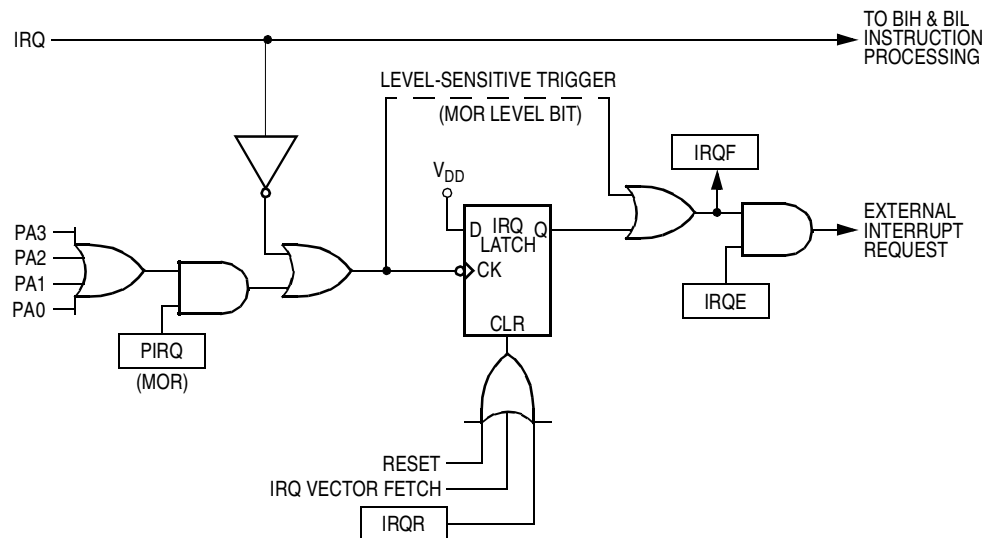 IRQ
TO BIH & BIL
INSTRUCTION
PROCESSING
LEVEL-SENSITIVE TRIGGER
(MOR LEVEL BIT)
IRQF
VDD
D IRQ Q
LATCH
CK
CLR
EXTERNAL
INTERRUPT
REQUEST
PA3
PA2
PA1
PA0
IRQE
PIRQ
(MOR)
RESET
IRQ VECTOR FETCH
IRQR